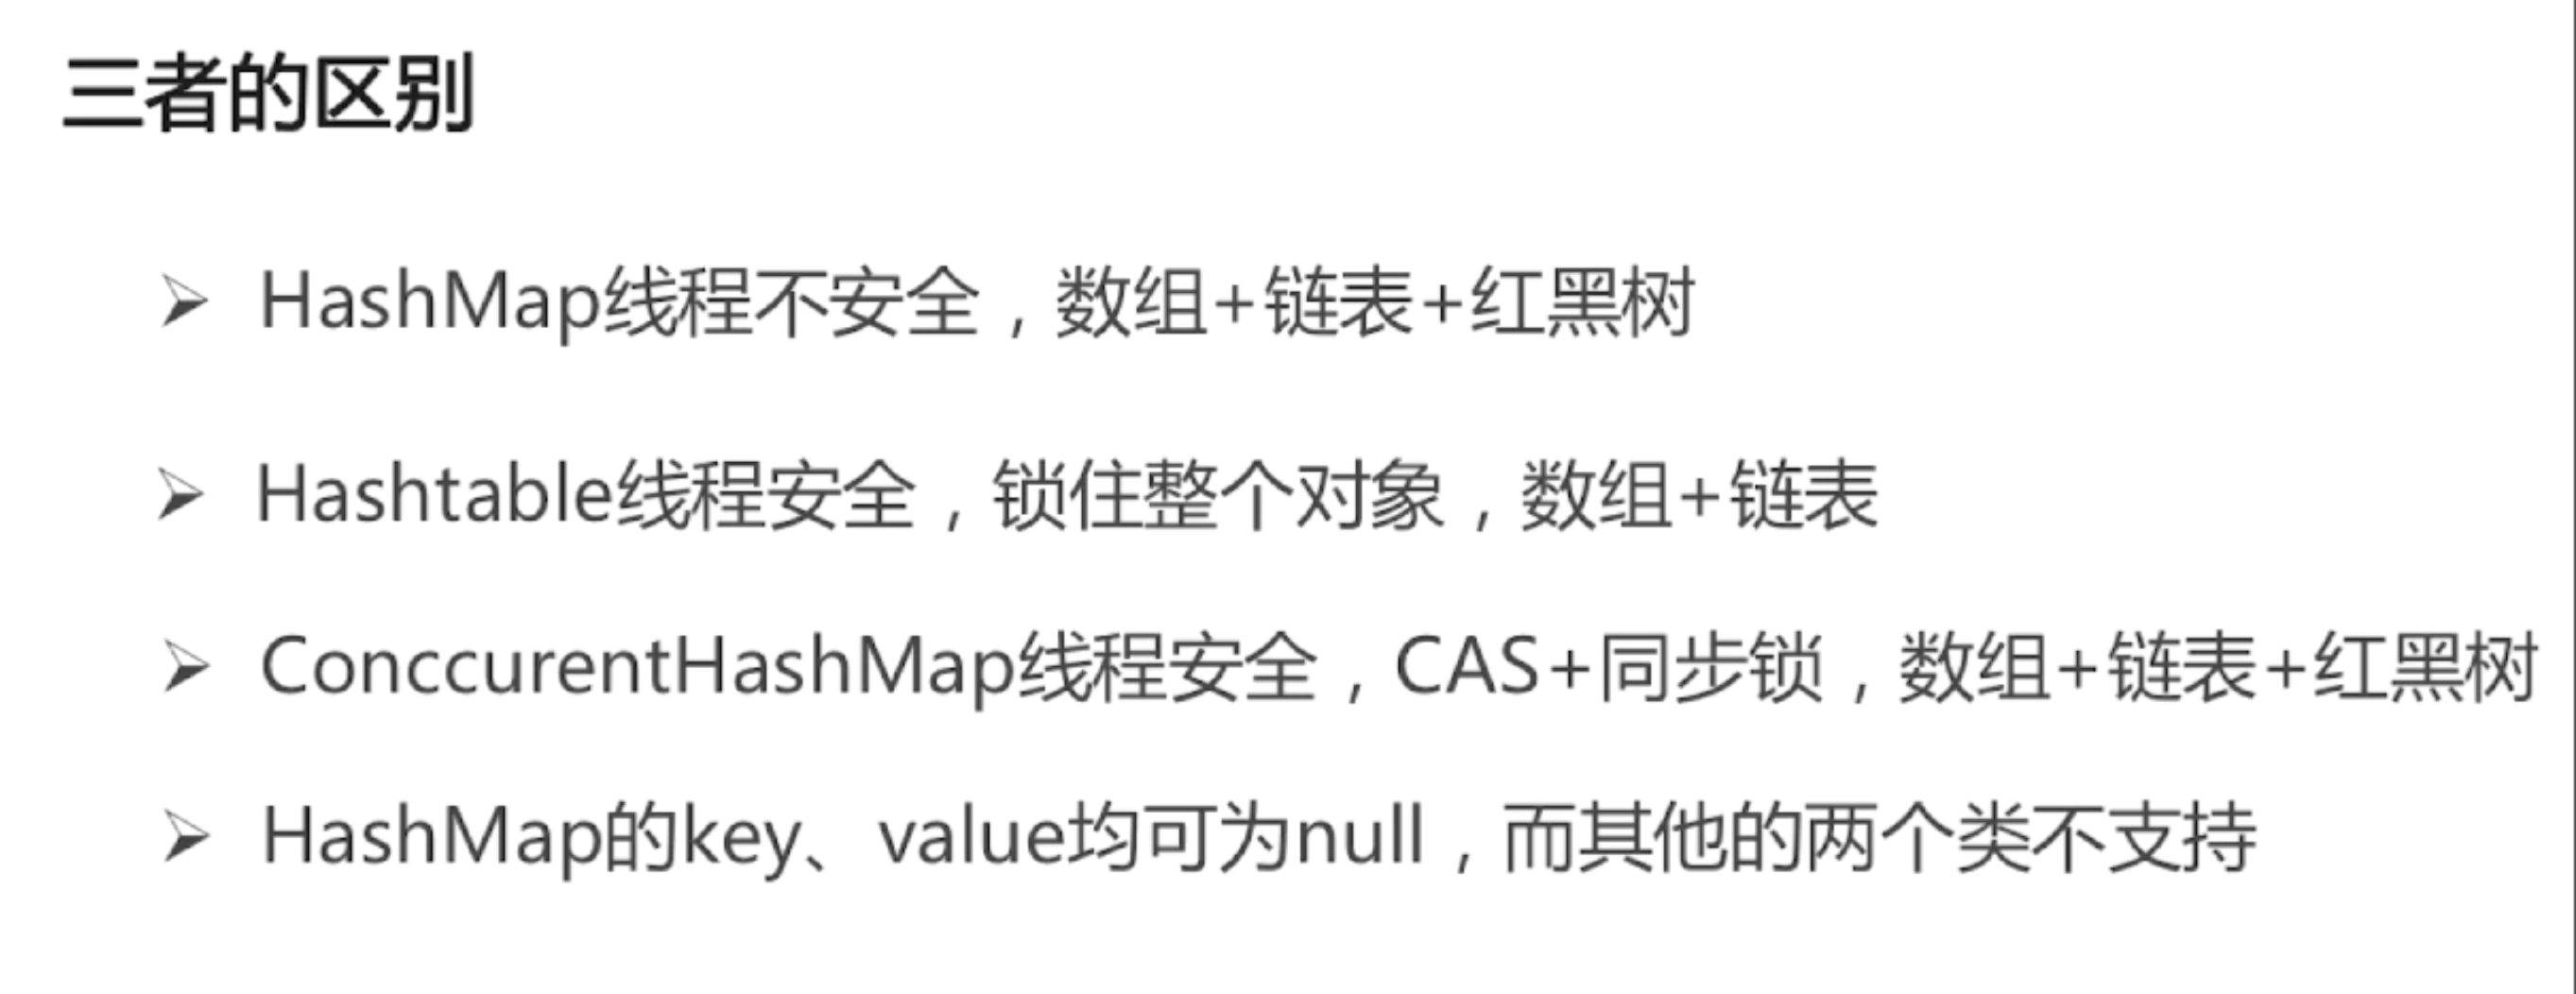 三者的区别
➢ HashMap线程不安全，数组+链表+红黑树
➢ Hashtable线程安全，锁住整个对象，数组+链表
➢ ConccurentHashMap线程安全，CAS+同步锁，数组+链表+红黑树
➢ HashMap的key、value均可为null，而其他的两个类不支持